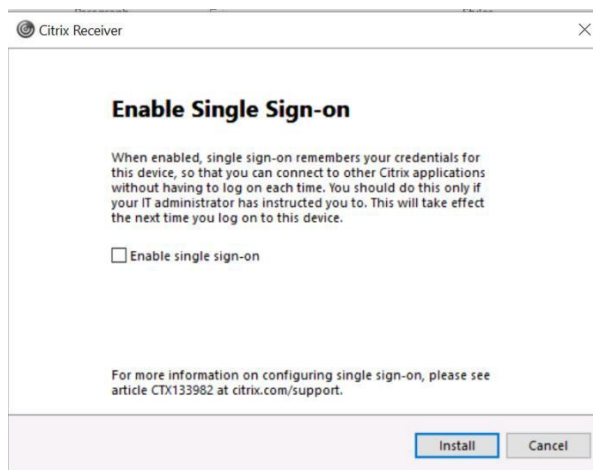 Citrix Receiver
Enable Single Sign-on
When enabled, single sign-on remembers your credentials for
this device, so that you can connect to other Citrix applications
without having to log on each time. You should do this only if
your IT administrator has instructed you to. This will take effect
the next time you log on to this device.
Enable single sign-on
For more information on configuring single sign-on, please see
article CTX133982 at citrix.com/support.
Install Cancel